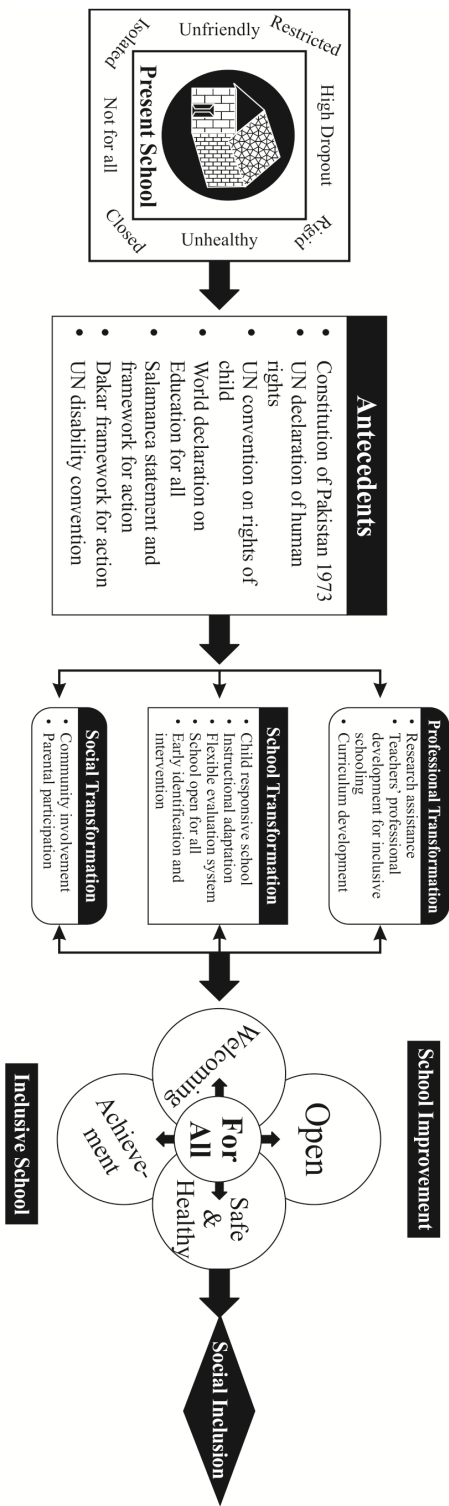 Restricted
High Dropout
Rigid
Unfriendly
Present School
Unhealthy
Isolated
Not for all
Closed
Antecedents
• Constitution of Pakistan 1973
• UN declaration of human
rights
• UN convention on rights of
child
• World declaration on
Education for all
• Salamanca statement and
framework for action
• Dakar framework for action
• UN disability convention
Professional Transformation
• Research assistance
• Teachers' professional
development for inclusive
schooling
• Curriculum development
School Transformation
• Child responsive school
• Instructional adaptation
• Flexible evaluation system
• School open for all
• Early identification and
intervention
Social Transformation
• Community involvement
• Parental participation
School Improvement
Open
Welcoming
For
All
Safe
&
Healthy
Achieve-
ment
Inclusive School
Social Inclusion